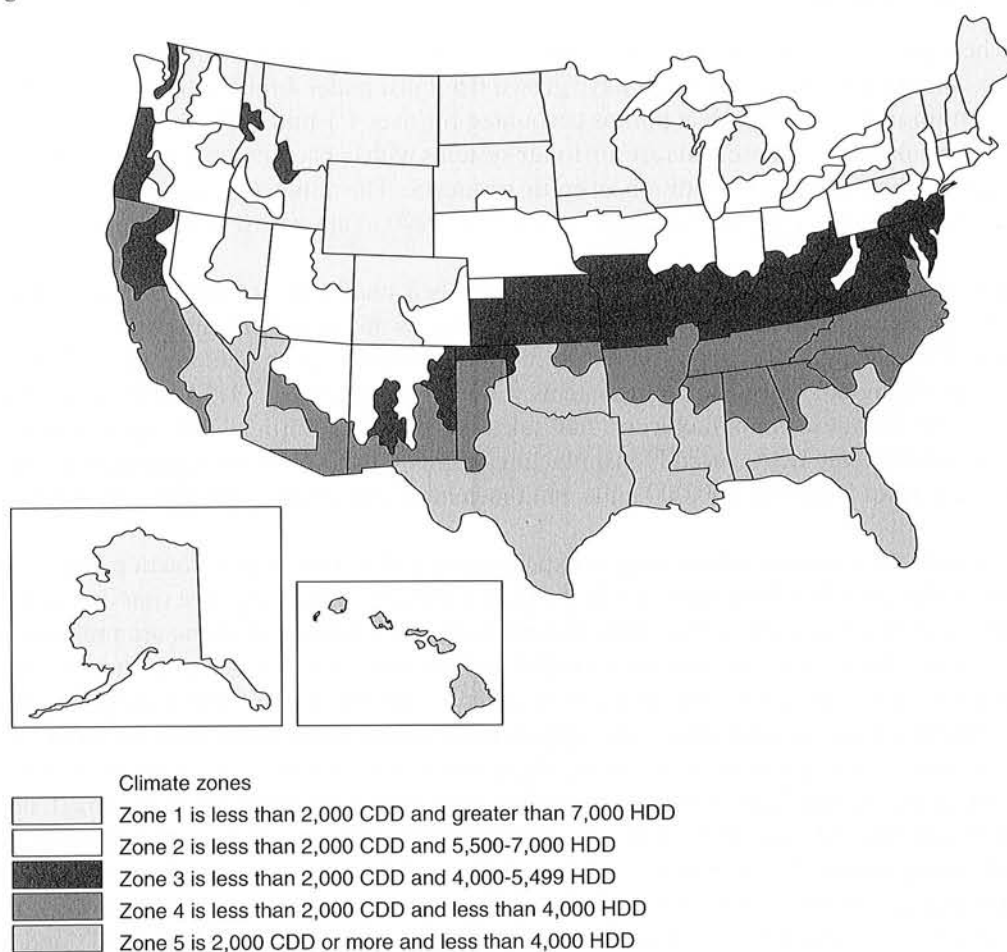 Climate zones
Zone 1 is less than 2,000 CDD and greater than 7,000 HDD
Zone 2 is less than 2,000 CDD and 5,500-7,000 HDD
Zone 3 is less than 2,000 CDD and 4,000-5,499 HDD
Zone 4 is less than 2,000 CDD and less than 4,000 HDD
Zone 5 is 2,000 CDD or more and less than 4,000 HDD